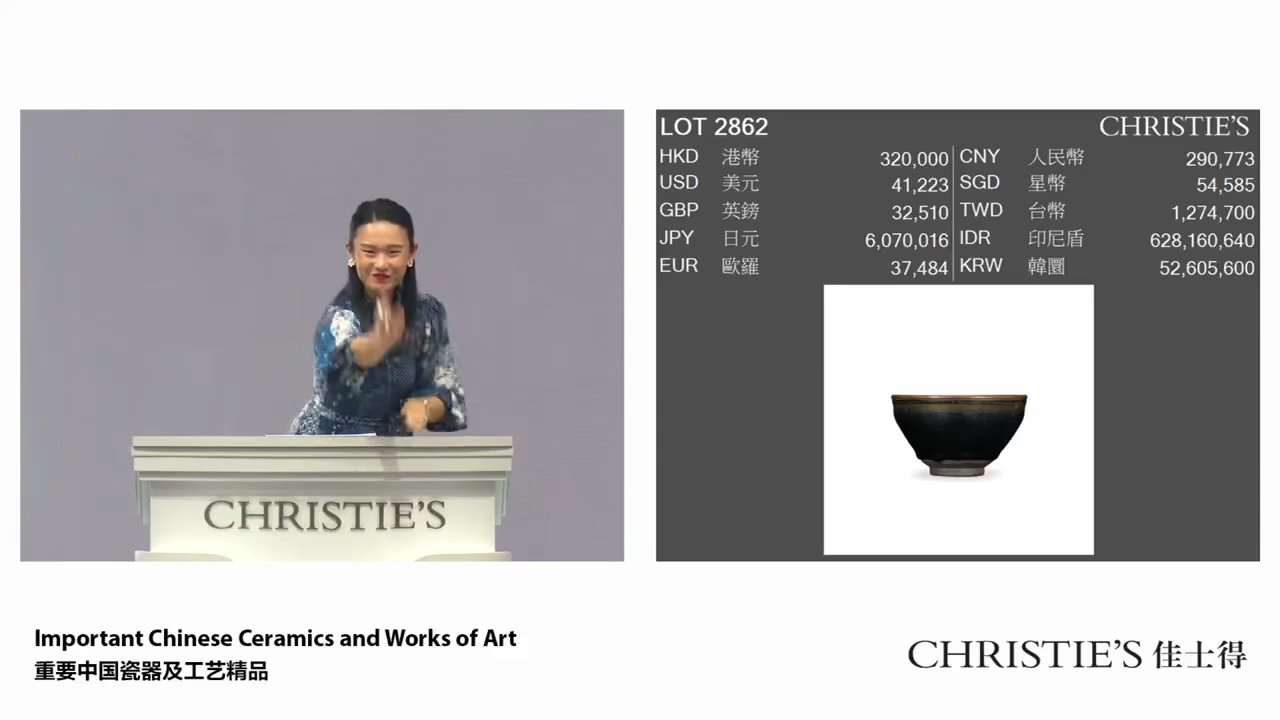 LOT 2862
CHRISTIE'S
HKD 港幣 320,000 CNY 人民幣 290,773
USD 美元 41,223 SGD 星幣 54,585
GBP 英鎊 32,510 TWD 台幣 1,274,700
JPY 日元 6,070,016 IDR 印尼盾 628,160,640
EUR 歐羅 37,484 KRW 韓圜 52,605,600
CHRISTIE'S
Important Chinese Ceramics and Works of Art
重要中国瓷器及工艺精品
CHRISTIE'S 佳士得